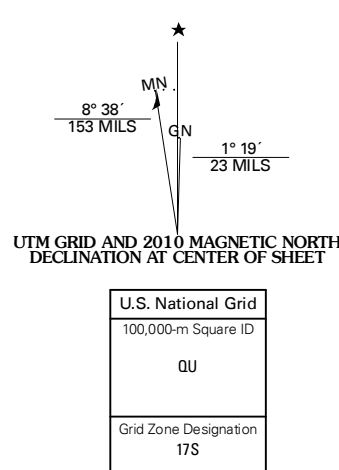 ★
MN
8° 38´
153 MILS
GN
1° 19´
23 MILS
UTM GRID AND 2010 MAGNETIC NORTH
DECLINATION AT CENTER OF SHEET
U.S. National Grid
100,000-m Square ID
QU
Grid Zone Designation
17S